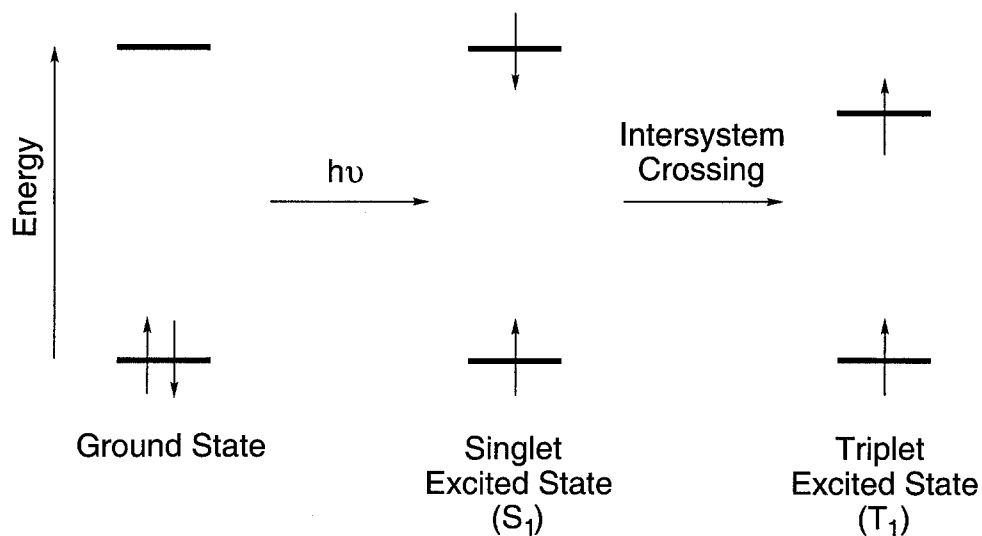 Energy
hυ
Intersystem
Crossing
Ground State
Singlet
Excited State
(S₁)
Triplet
Excited State
(T₁)